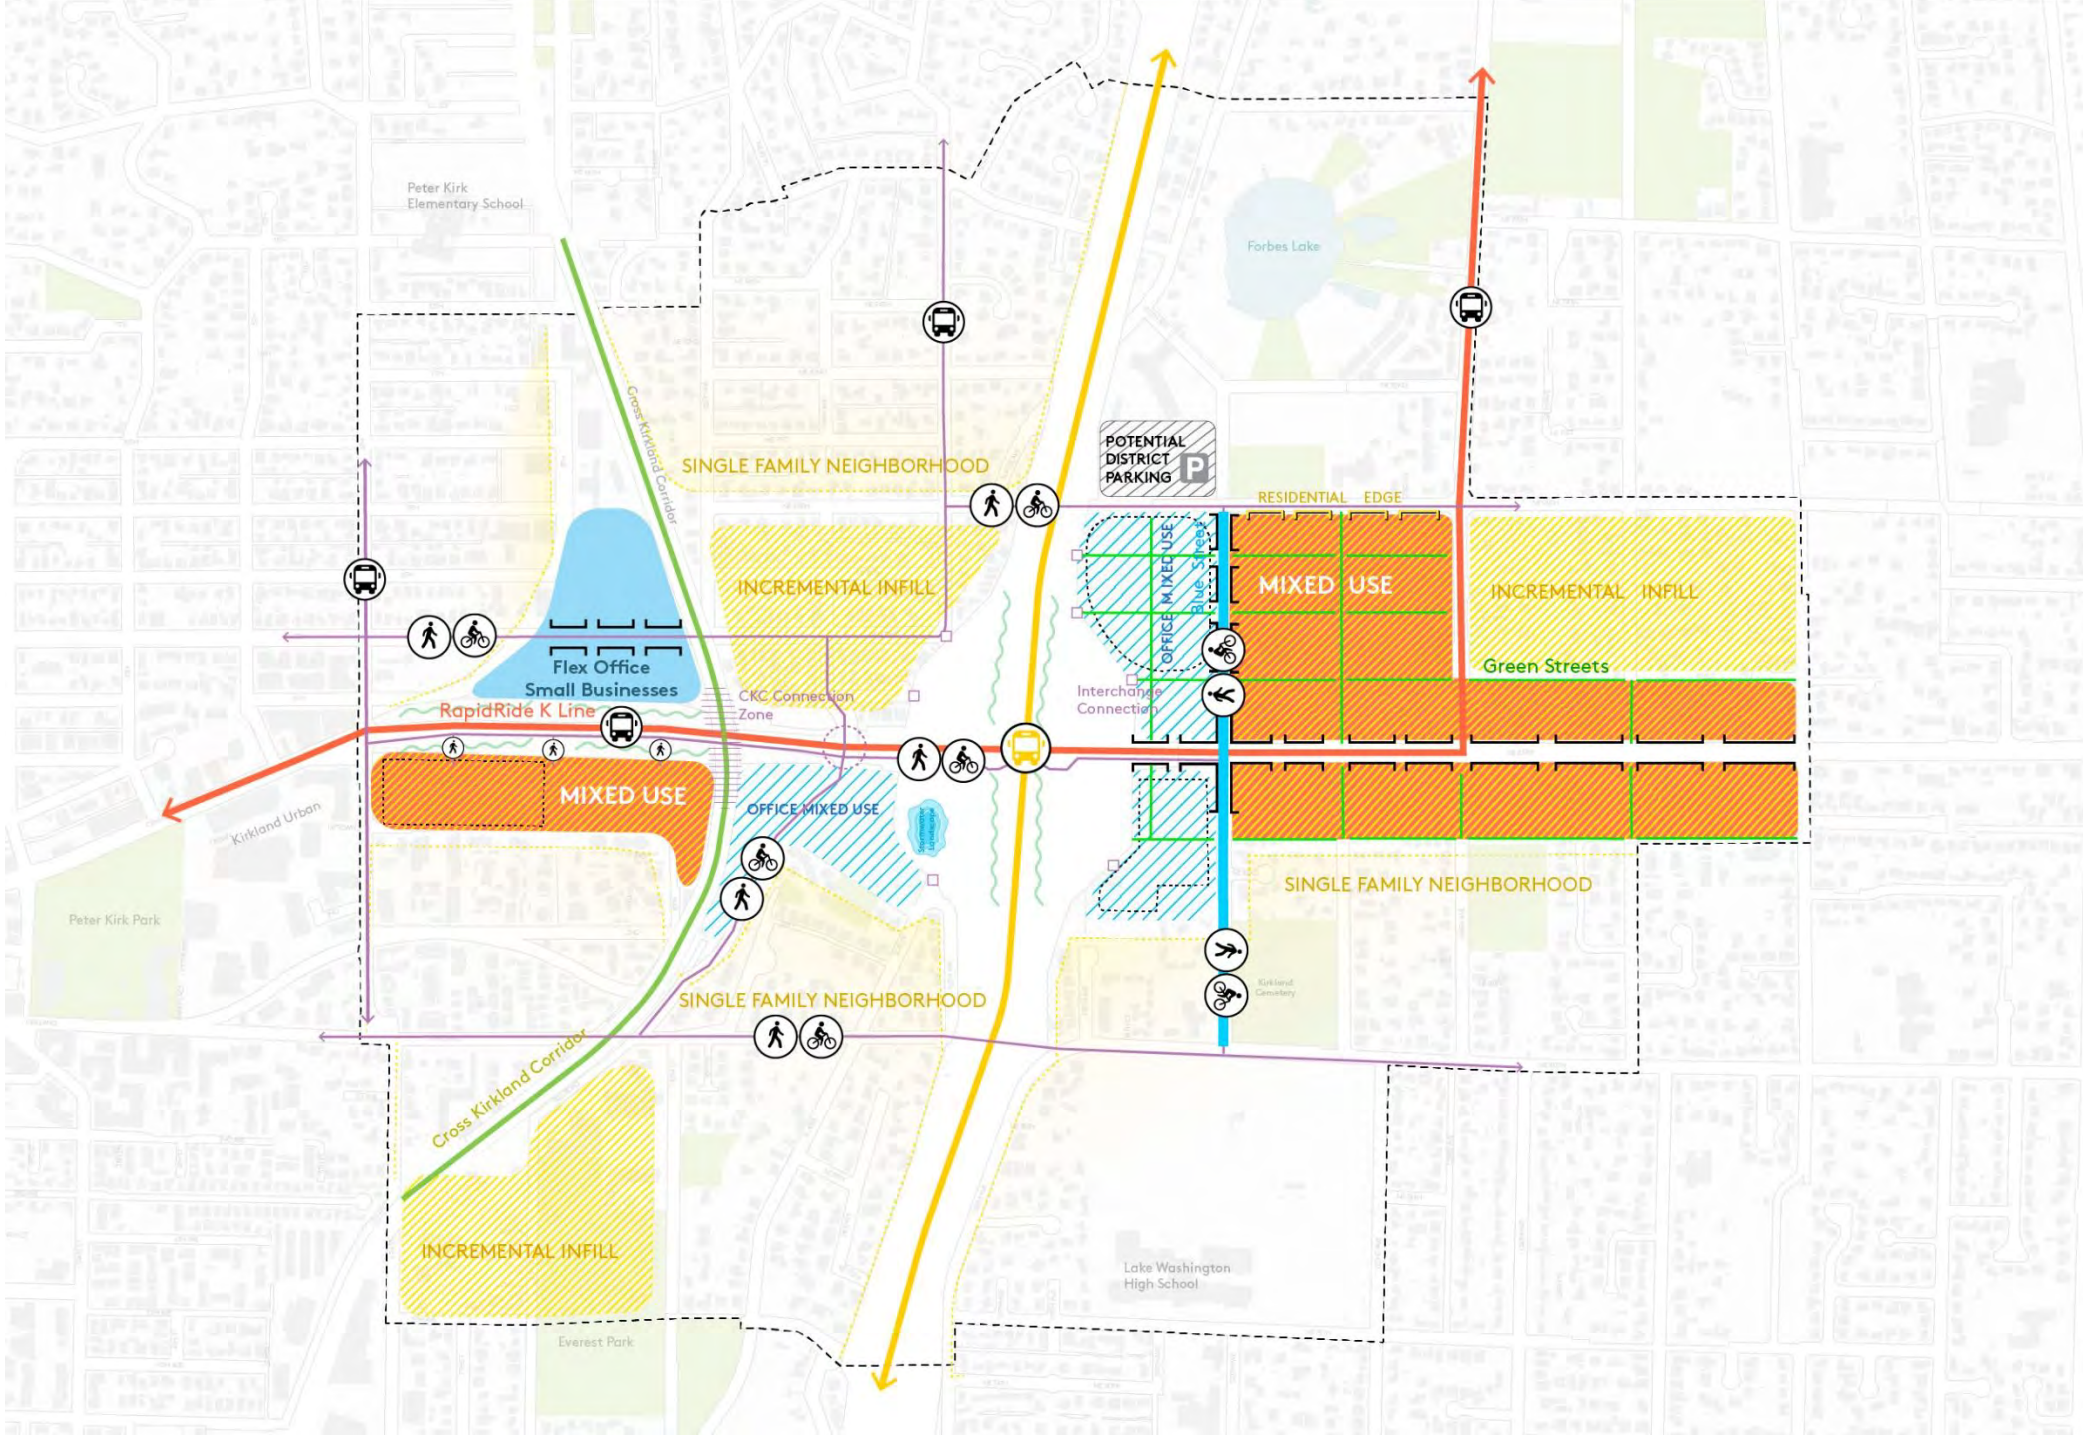 Peter Kirk
Elementary School
Forbes Lake
Cross Kirkland Corridor
POTENTIAL
DISTRICT
PARKING
P
SINGLE FAMILY NEIGHBORHOOD
RESIDENTIAL EDGE
OFFICE MIXED USE
Blue Street
INCREMENTAL INFILL
MIXED USE
INCREMENTAL INFILL
Flex Office
Small Businesses
Green Streets
CKC Connection
Zone
Interchange
Connection
RapidRide K Line
MIXED USE
OFFICE MIXED USE
Kirkland Urban
SINGLE FAMILY NEIGHBORHOOD
Peter Kirk Park
Kirkland
Cemetery
SINGLE FAMILY NEIGHBORHOOD
Cross Kirkland Corridor
INCREMENTAL INFILL
Lake Washington
High School
Everest Park